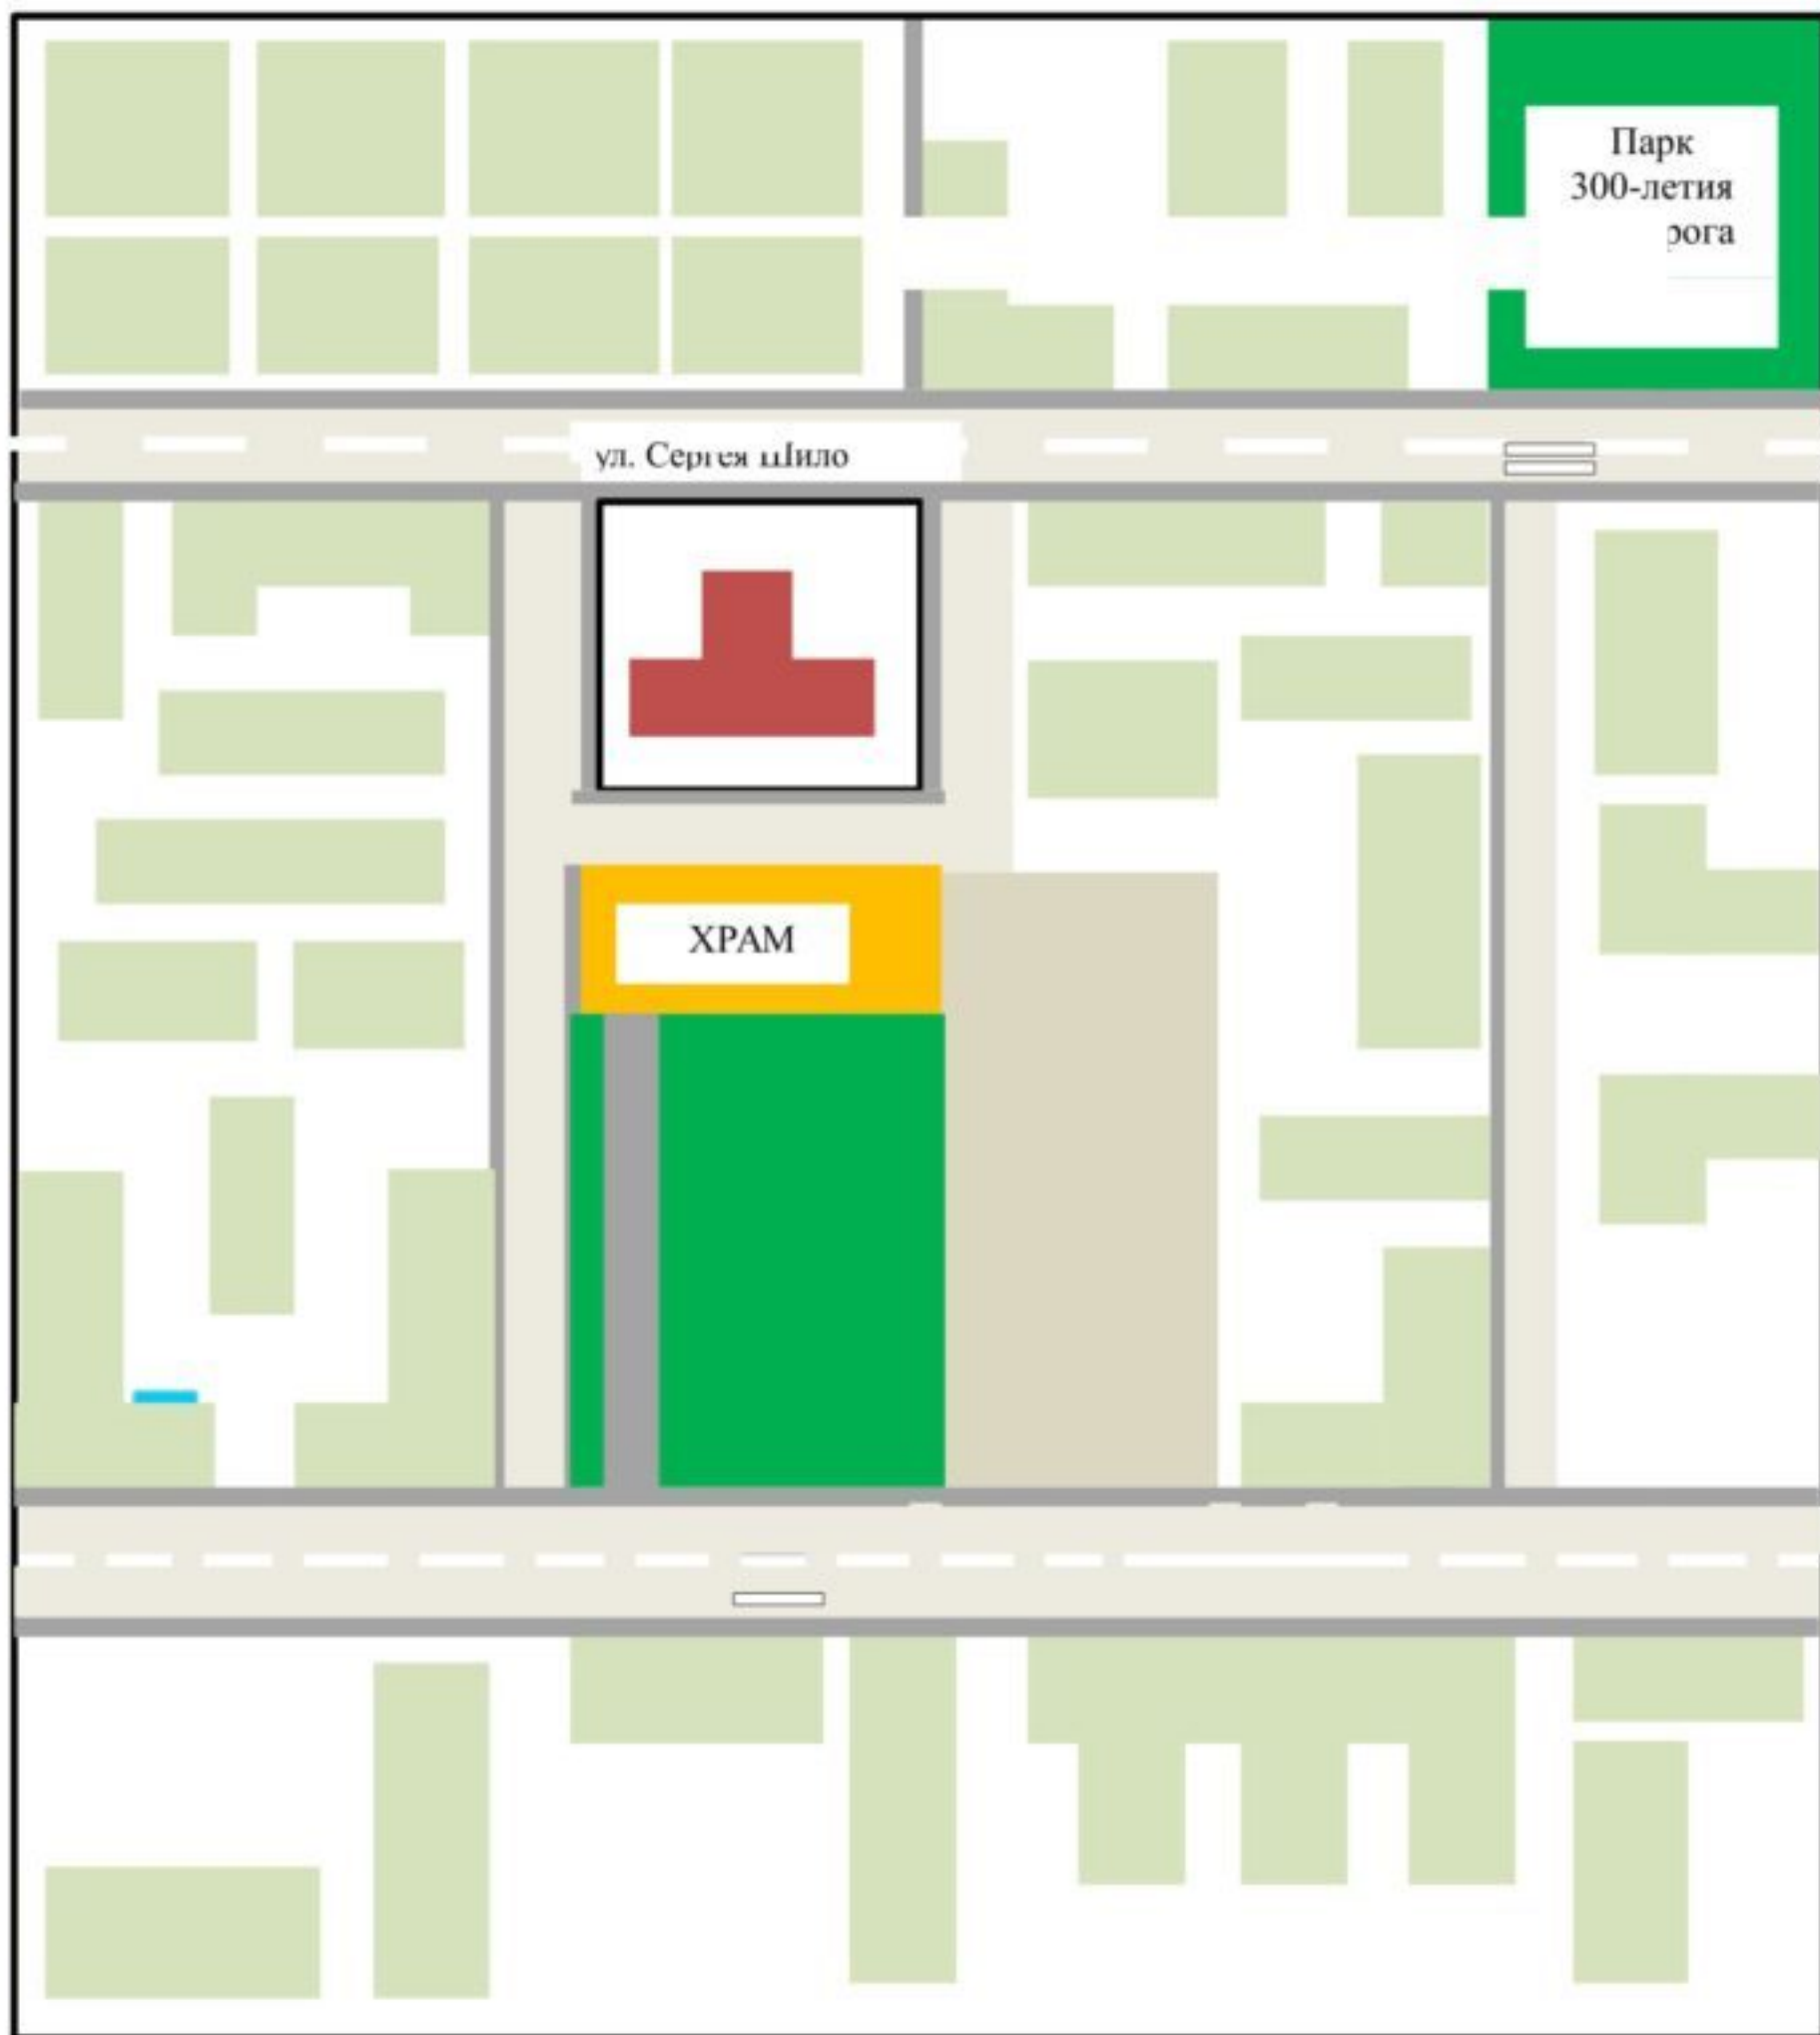 Парк
300-летия
рога
ул. Сергея Шило
ХРАМ